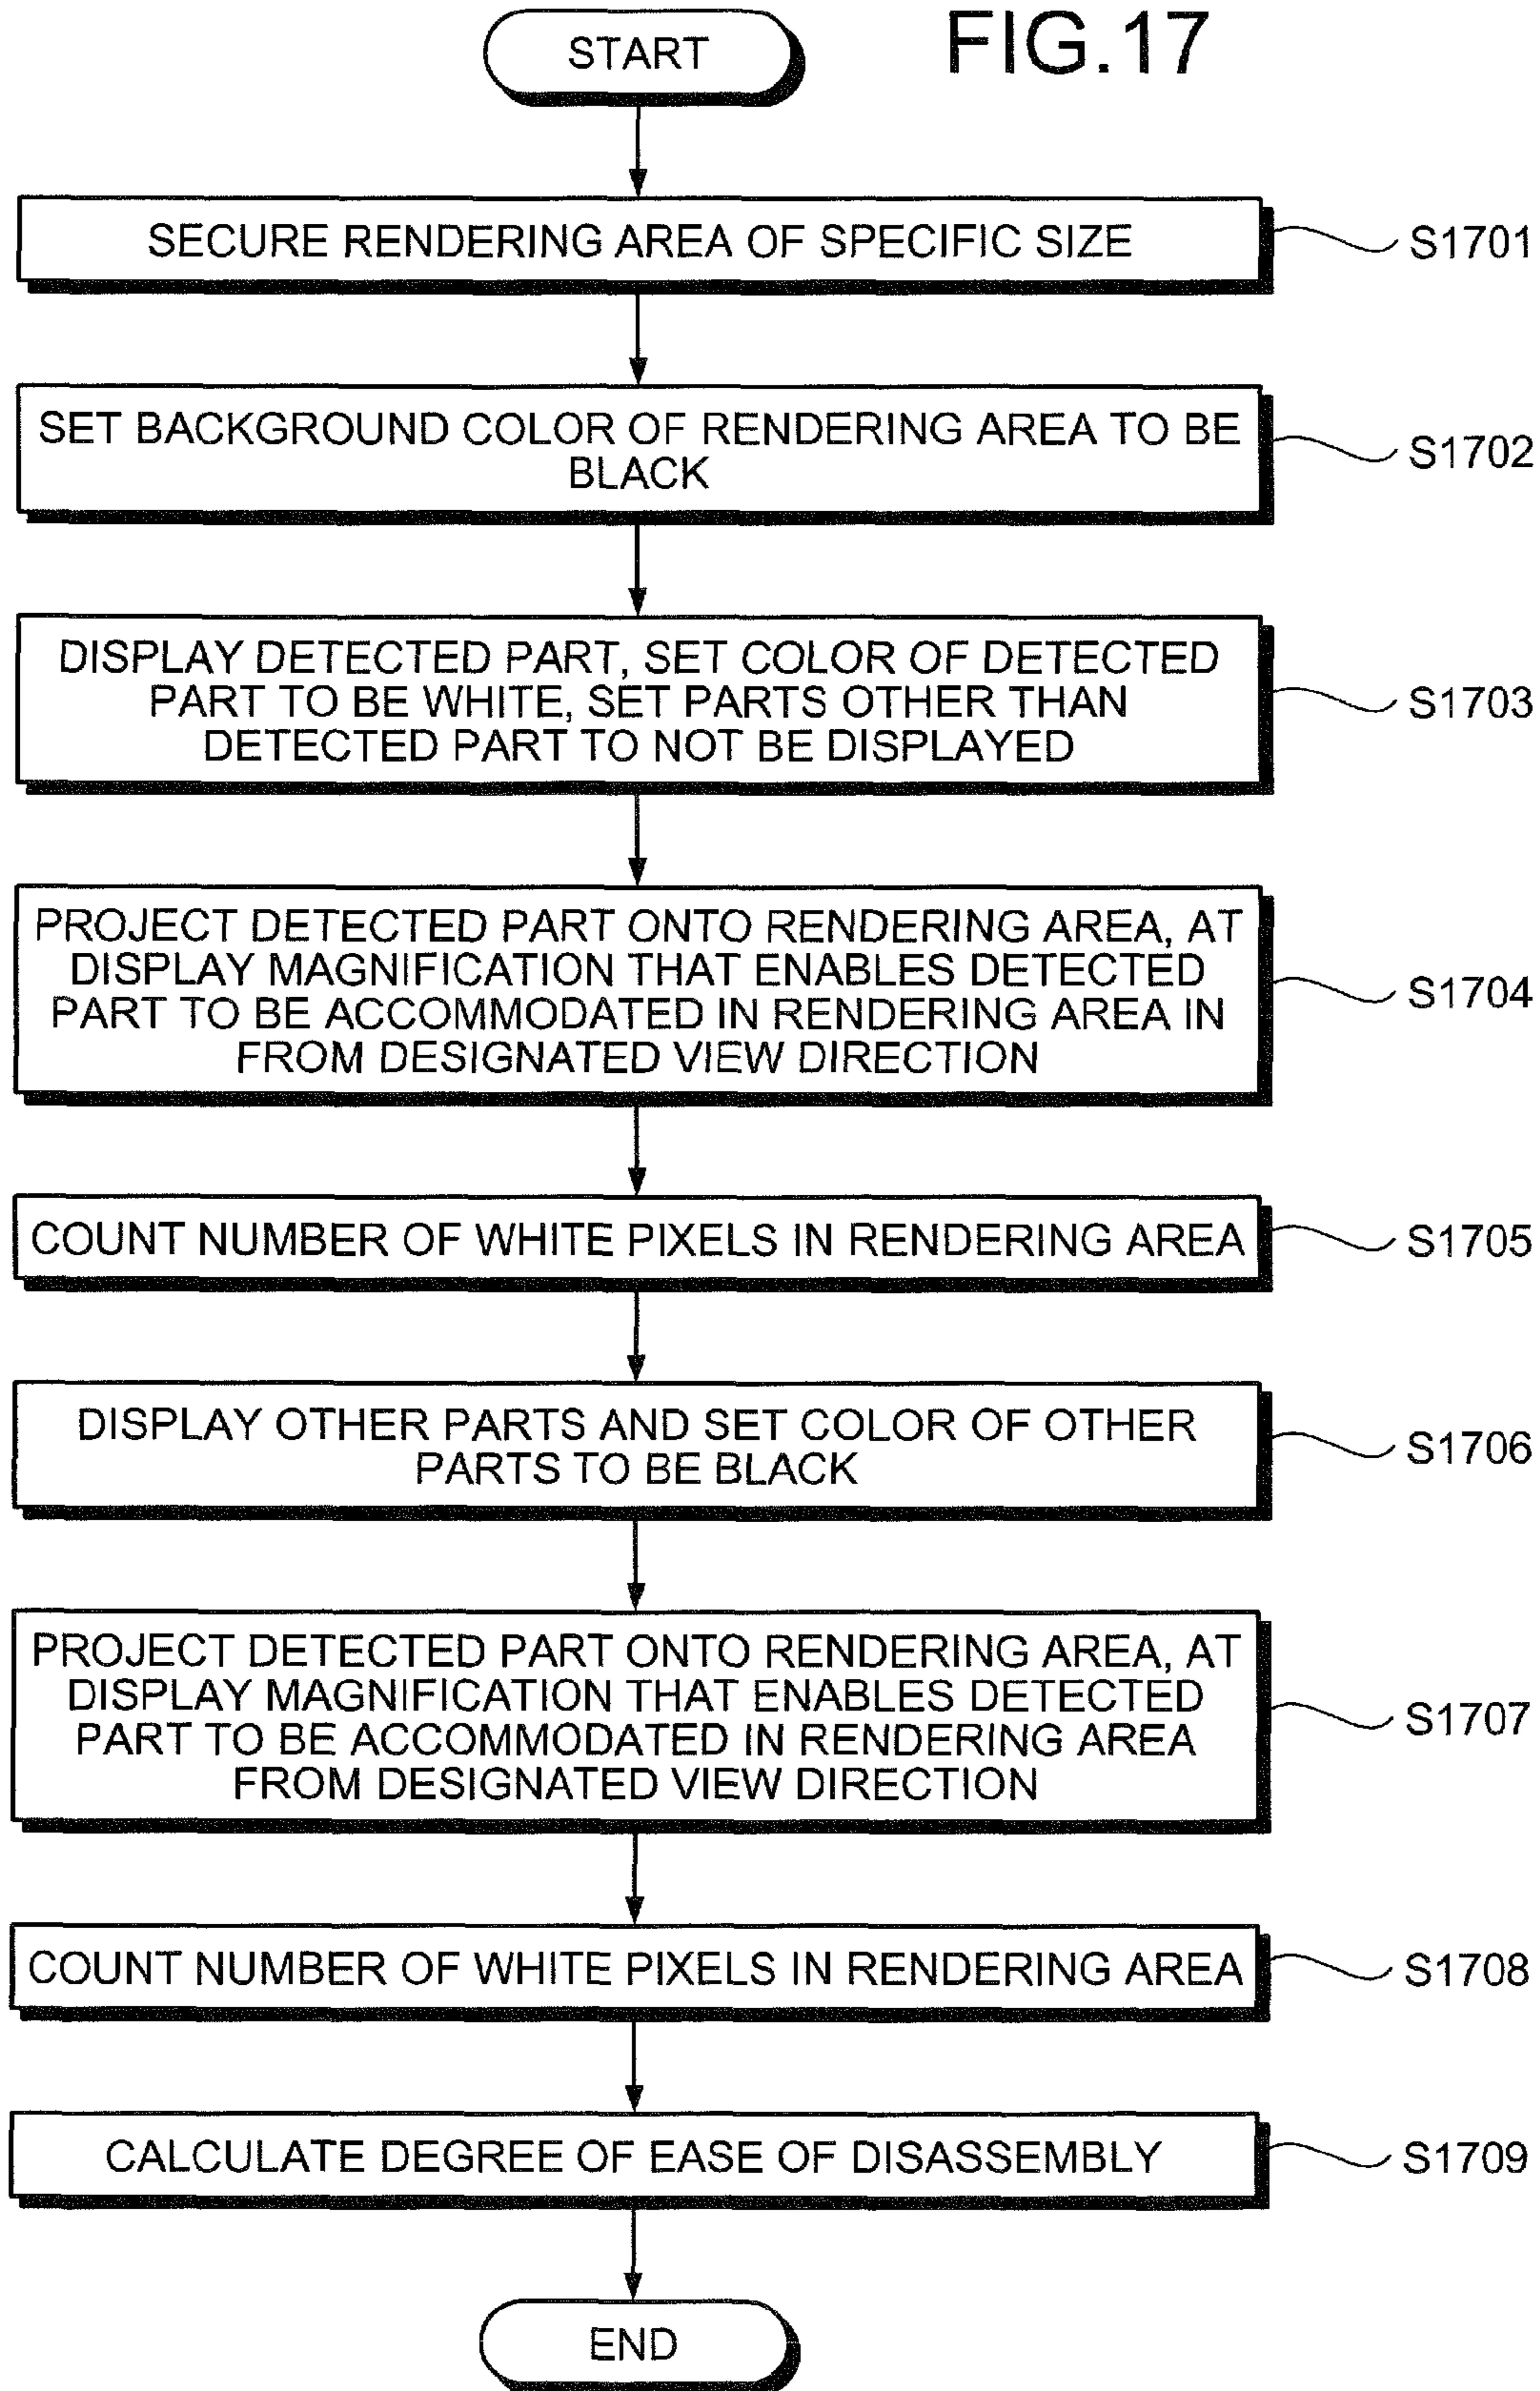 FIG.17
START
SECURE RENDERING AREA OF SPECIFIC SIZE
S1701
SET BACKGROUND COLOR OF RENDERING AREA TO BE
BLACK
S1702
DISPLAY DETECTED PART, SET COLOR OF DETECTED
PART TO BE WHITE, SET PARTS OTHER THAN
DETECTED PART TO NOT BE DISPLAYED
S1703
PROJECT DETECTED PART ONTO RENDERING AREA, AT
DISPLAY MAGNIFICATION THAT ENABLES DETECTED
PART TO BE ACCOMMODATED IN RENDERING AREA IN
FROM DESIGNATED VIEW DIRECTION
S1704
COUNT NUMBER OF WHITE PIXELS IN RENDERING AREA
S1705
DISPLAY OTHER PARTS AND SET COLOR OF OTHER
PARTS TO BE BLACK
S1706
PROJECT DETECTED PART ONTO RENDERING AREA, AT
DISPLAY MAGNIFICATION THAT ENABLES DETECTED
PART TO BE ACCOMMODATED IN RENDERING AREA
FROM DESIGNATED VIEW DIRECTION
S1707
COUNT NUMBER OF WHITE PIXELS IN RENDERING AREA
S1708
CALCULATE DEGREE OF EASE OF DISASSEMBLY
S1709
END